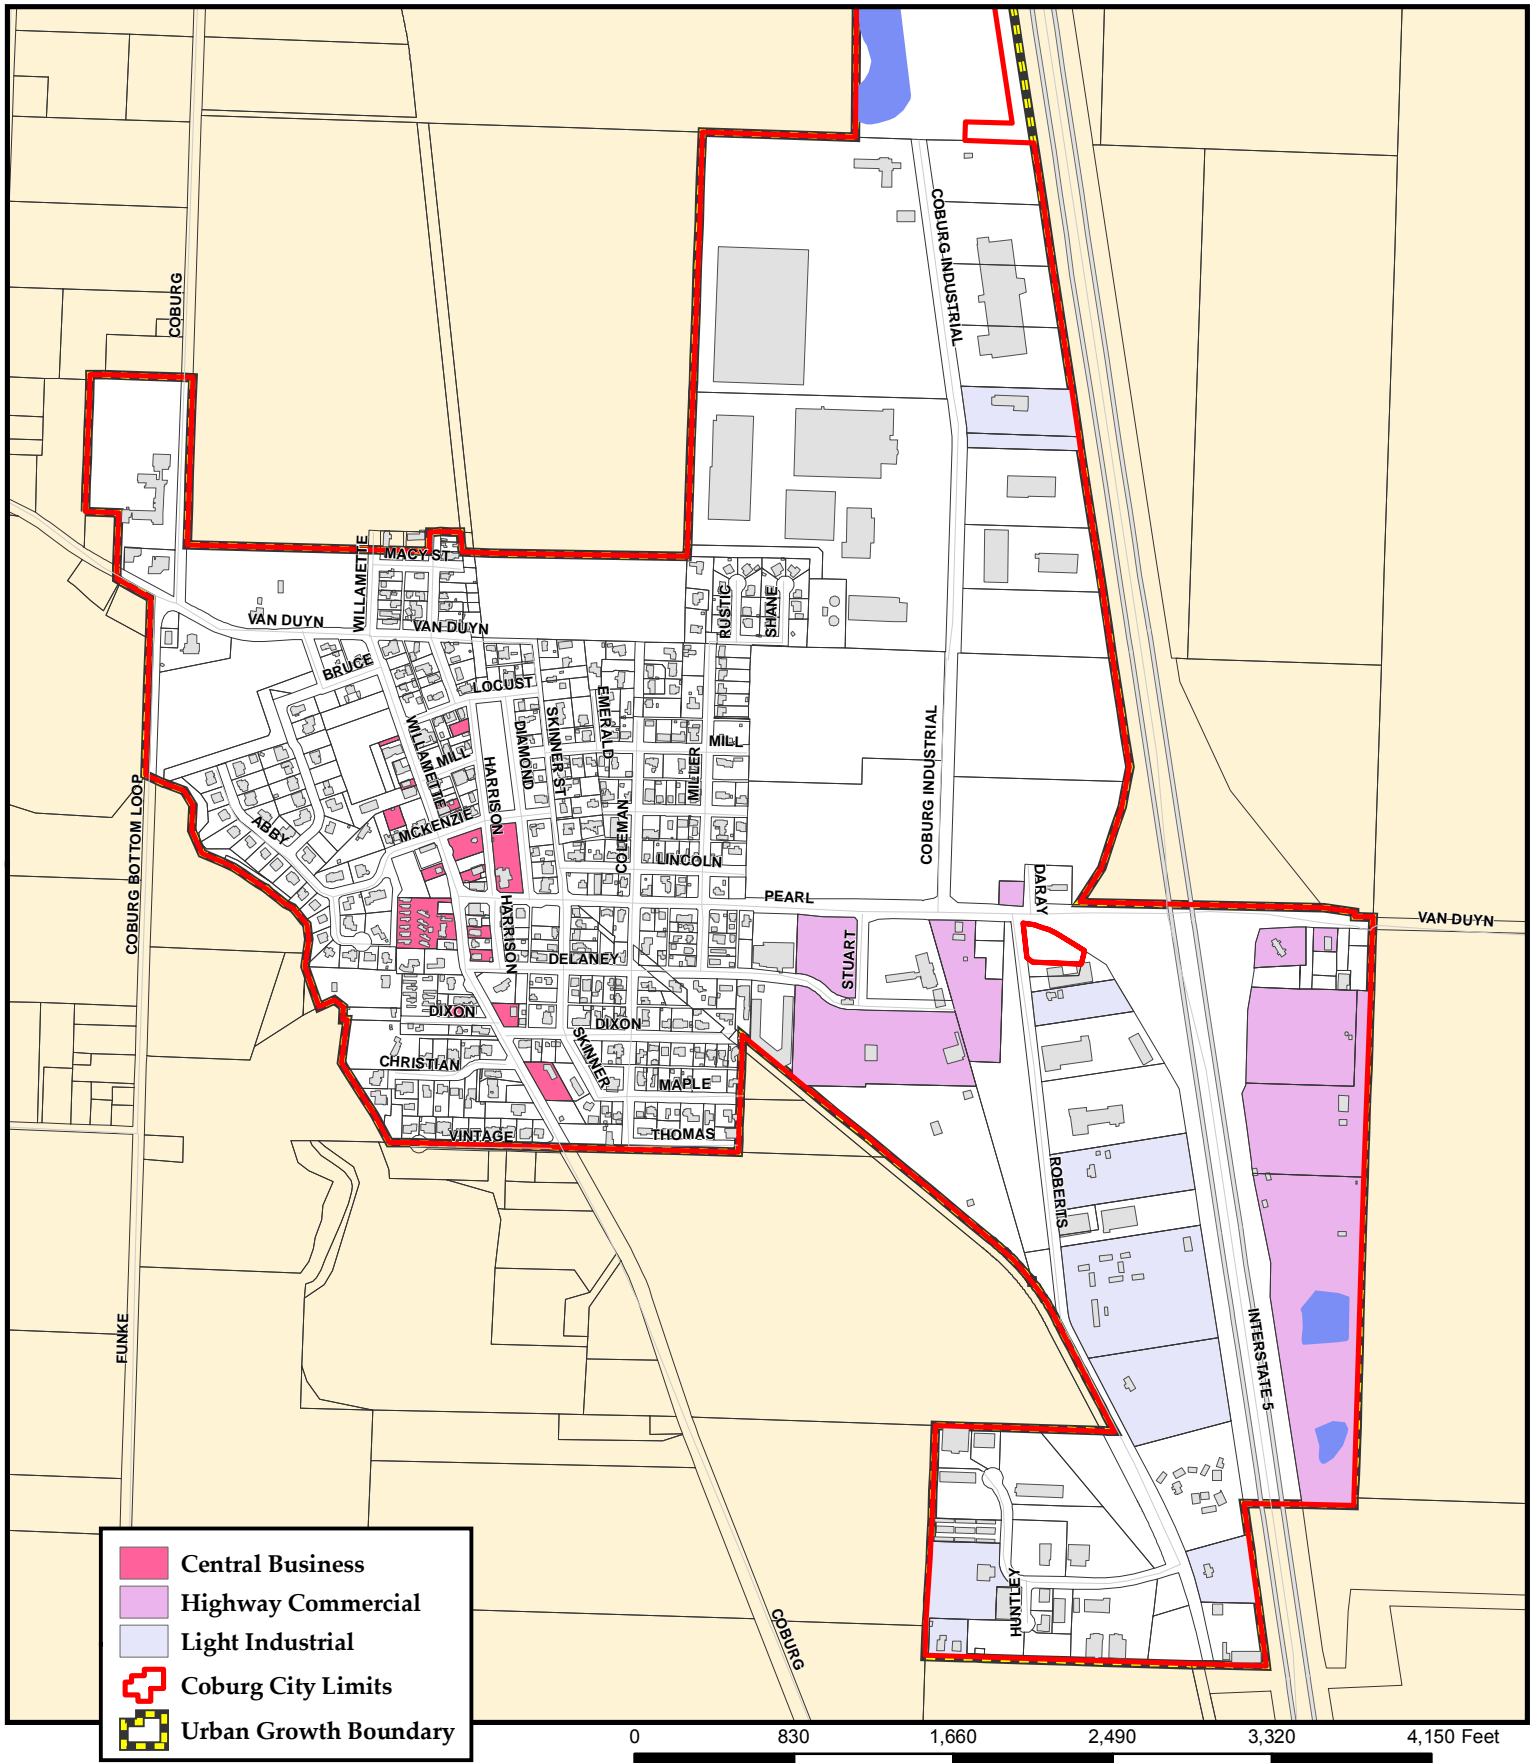 COBURG INDUSTRIAL
COBURG
WILLAMETTE
MACY ST
RUSTIC
SHANE
VAN DUYN
VAN DUYN
BRUCE
LOCUST
EMERALD
SKINNER ST
DIAMOND
WILLAMETTE
MILL
MILL
MILLER
HARRISON
COBURG INDUSTRIAL
COBURG BOTTOM LOOP
ABBY
MCKENZIE
COLEMAN
LINCOLN
DARAY
PEARL
VAN DUYN
HARRISON
STUART
DELANEY
DIXON
DIXON
SKINNER
CHRISTIAN
MAPLE
VINTAGE
THOMAS
ROBERTS
FUNKE
INTERSTATE 5
HUNTLEY
COBURG
Central Business
Highway Commercial
Light Industrial
Coburg City Limits
Urban Growth Boundary
0 830 1,660 2,490 3,320 4,150 Feet